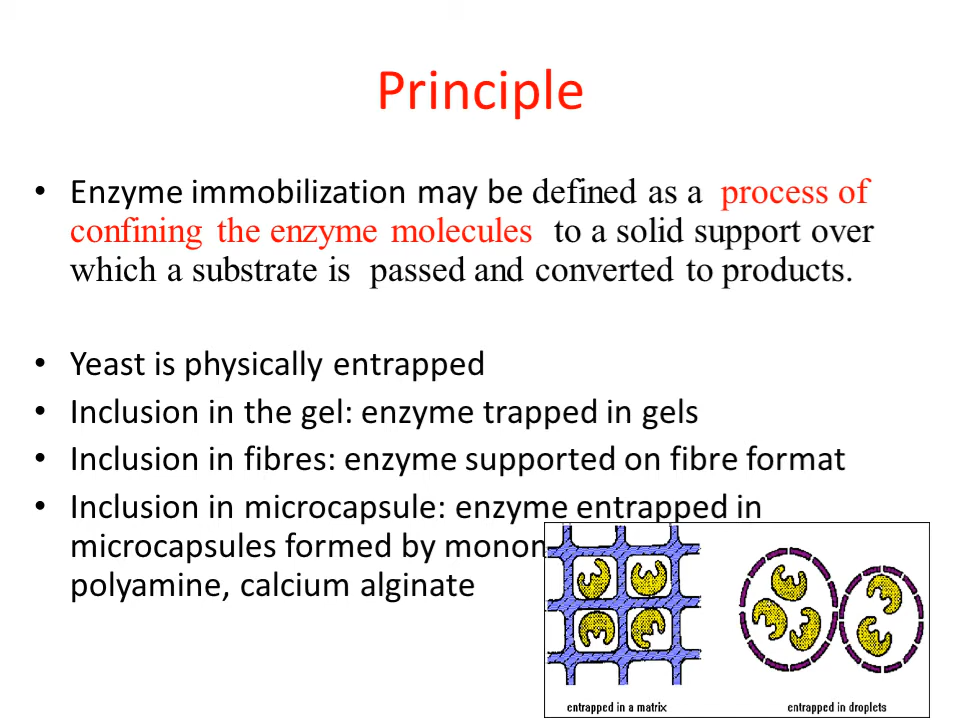 Principle
• Enzyme immobilization may be defined as a process of
confining the enzyme molecules to a solid support over
which a substrate is passed and converted to products.
• Yeast is physically entrapped
• Inclusion in the gel: enzyme trapped in gels
• Inclusion in fibres: enzyme supported on fibre format
• Inclusion in microcapsule: enzyme entrapped in
microcapsules formed by
polyamine, calcium alginate
entrapped in a matrix
entrapped in droplets